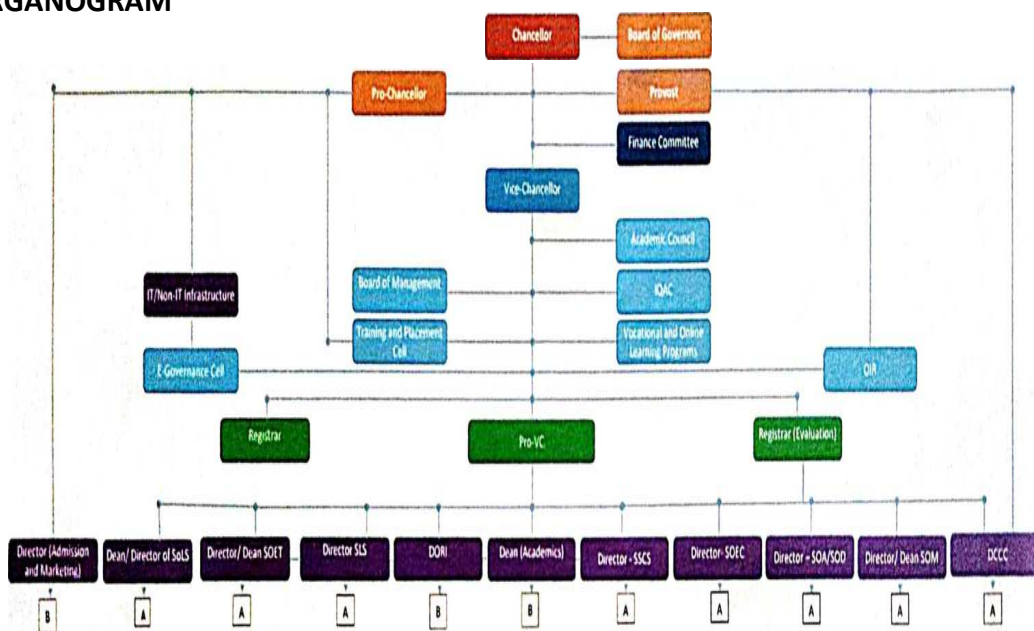 AGANOGRAM
Chancellor
Board of Governors
Pro-Chancellor
Provost
Finance Committee
Vice-Chancellor
Academic Council
IT/Non-IT Infrastructure
Board of Management
IQAC
Training and Placement
Cell
Vocational and Online
Learning Programs
E-Governance Cell
OIR
Registrar
Pro-VC
Registrar (Evaluation)
Director (Admission
and Marketing)
Dean/ Director of SoLS
Director/ Dean SOET
Director SLS
DORI
Dean (Academics)
Director - SSCS
Director- SOEC
Director - SOA/SOD
Director/ Dean SOM
DCCC
B
A
A
A
B
B
A
A
A
A
A